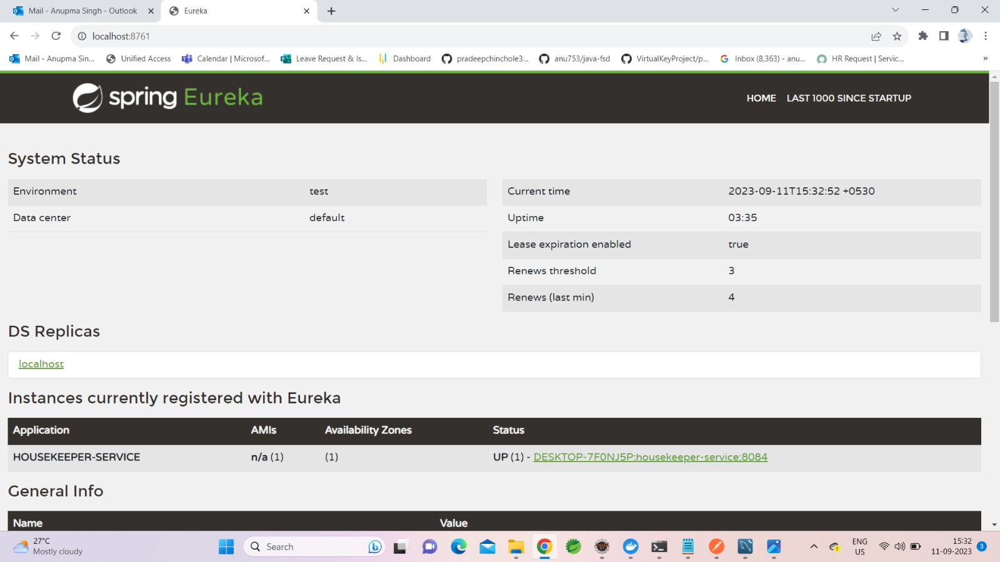 Mail - Anupma Singh - Outlook
Eureka
localhost:8761
Mail - Anupma Sin...
Unified Access
Calendar | Microsof...
Leave Request & Is...
Dashboard
pradeepchinchole3...
anu753/java-fsd
VirtualKeyProject/p...
Inbox (8,363) - anu...
HR Request | Servic...
»
spring Eureka
HOME LAST 1000 SINCE STARTUP
System Status
Environment test
Data center default
Current time 2023-09-11T15:32:52 +0530
Uptime 03:35
Lease expiration enabled true
Renews threshold 3
Renews (last min) 4
DS Replicas
localhost
Instances currently registered with Eureka
Application AMIs Availability Zones Status
HOUSEKEEPER-SERVICE n/a (1) (1) UP (1) - DESKTOP-7F0NJ5P:housekeeper-service:8084
General Info
Name Value
27°C
Mostly cloudy
Search
ENG
US
15:32
11-09-2023
3